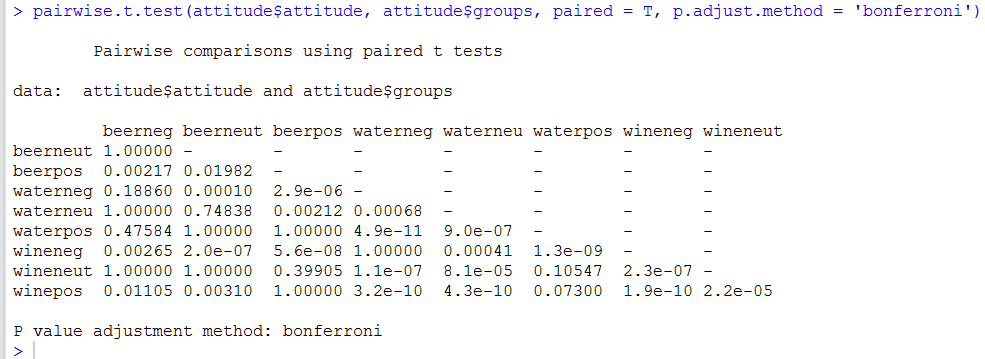 > pairwise.t.test(attitude$attitude, attitude$groups, paired = T, p.adjust.method = 'bonferroni')
Pairwise comparisons using paired t tests
data:  attitude$attitude and attitude$groups
beerneg beerneut beerpos waterneg waterneu waterpos wineneg wineneut
beerneut 1.00000 - - - - - - -
beerpos 0.00217 0.01982 - - - - - -
waterneg 0.18860 0.00010 2.9e-06 - - - - -
waterneu 1.00000 0.74838 0.00212 0.00068 - - - -
waterpos 0.47584 1.00000 1.00000 4.9e-11 9.0e-07 - - -
wineneg 0.00265 2.0e-07 5.6e-08 1.00000 0.00041 1.3e-09 - -
wineneut 1.00000 1.00000 0.39905 1.1e-07 8.1e-05 0.10547 2.3e-07 -
winepos 0.01105 0.00310 1.00000 3.2e-10 4.3e-10 0.07300 1.9e-10 2.2e-05
P value adjustment method: bonferroni
>